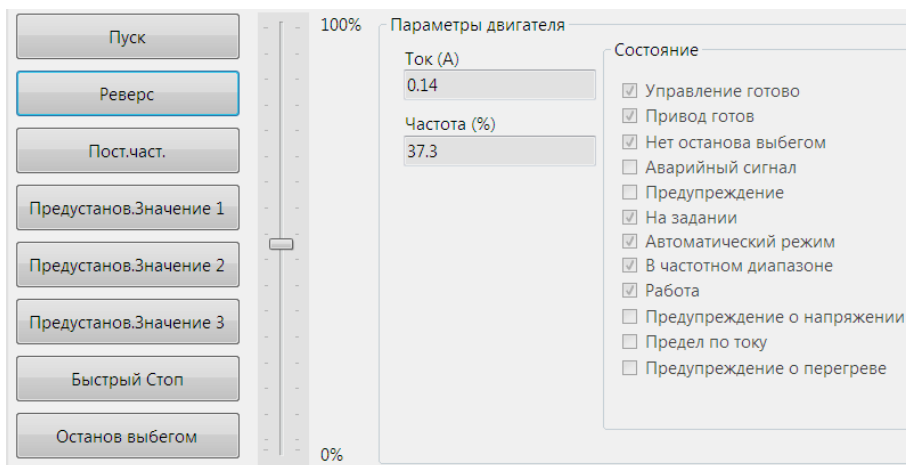 Пуск
Реверс
Пост.част.
Предустанов.Значение 1
Предустанов.Значение 2
Предустанов.Значение 3
Быстрый Стоп
Останов выбегом
100%
0%
Параметры двигателя
Ток (А)
0.14
Частота (%)
37.3
Состояние
Управление готово
Привод готов
Нет останова выбегом
Аварийный сигнал
Предупреждение
На задании
Автоматический режим
В частотном диапазоне
Работа
Предупреждение о напряжении
Предел по току
Предупреждение о перегреве